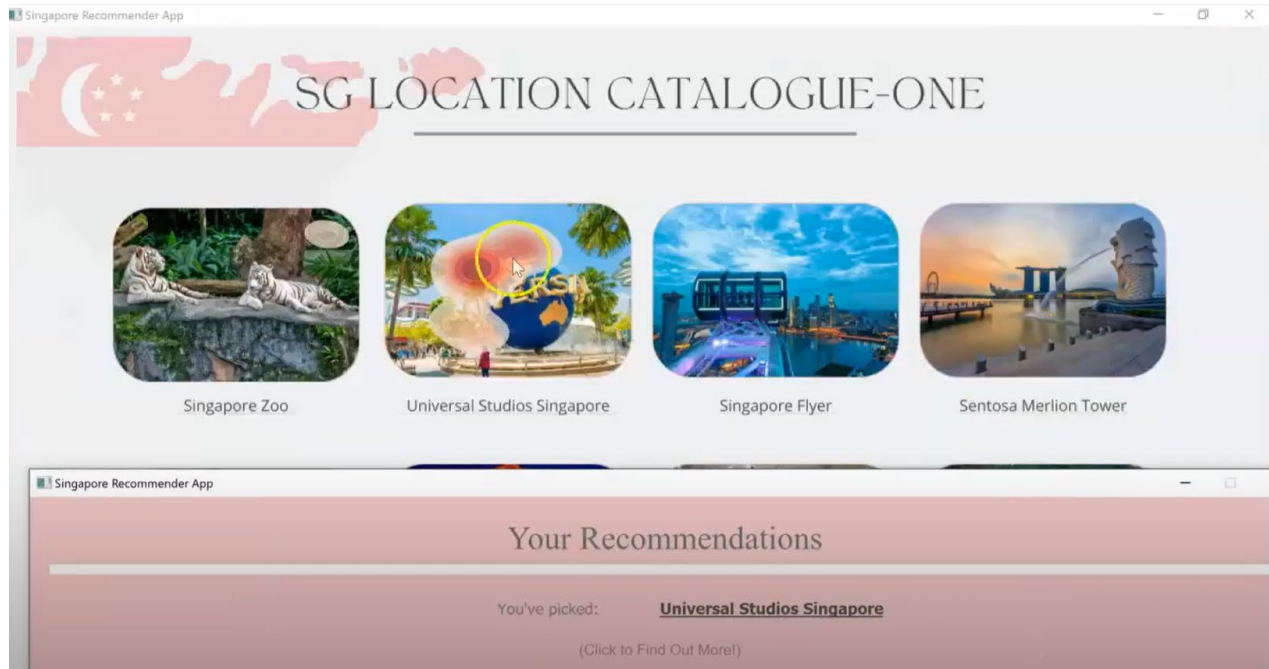 Singapore Recommender App
SG LOCATION CATALOGUE-ONE
Singapore Zoo
Universal Studios Singapore
Singapore Flyer
Sentosa Merlion Tower
Singapore Recommender App
Your Recommendations
You've picked: Universal Studios Singapore
(Click to Find Out More!)